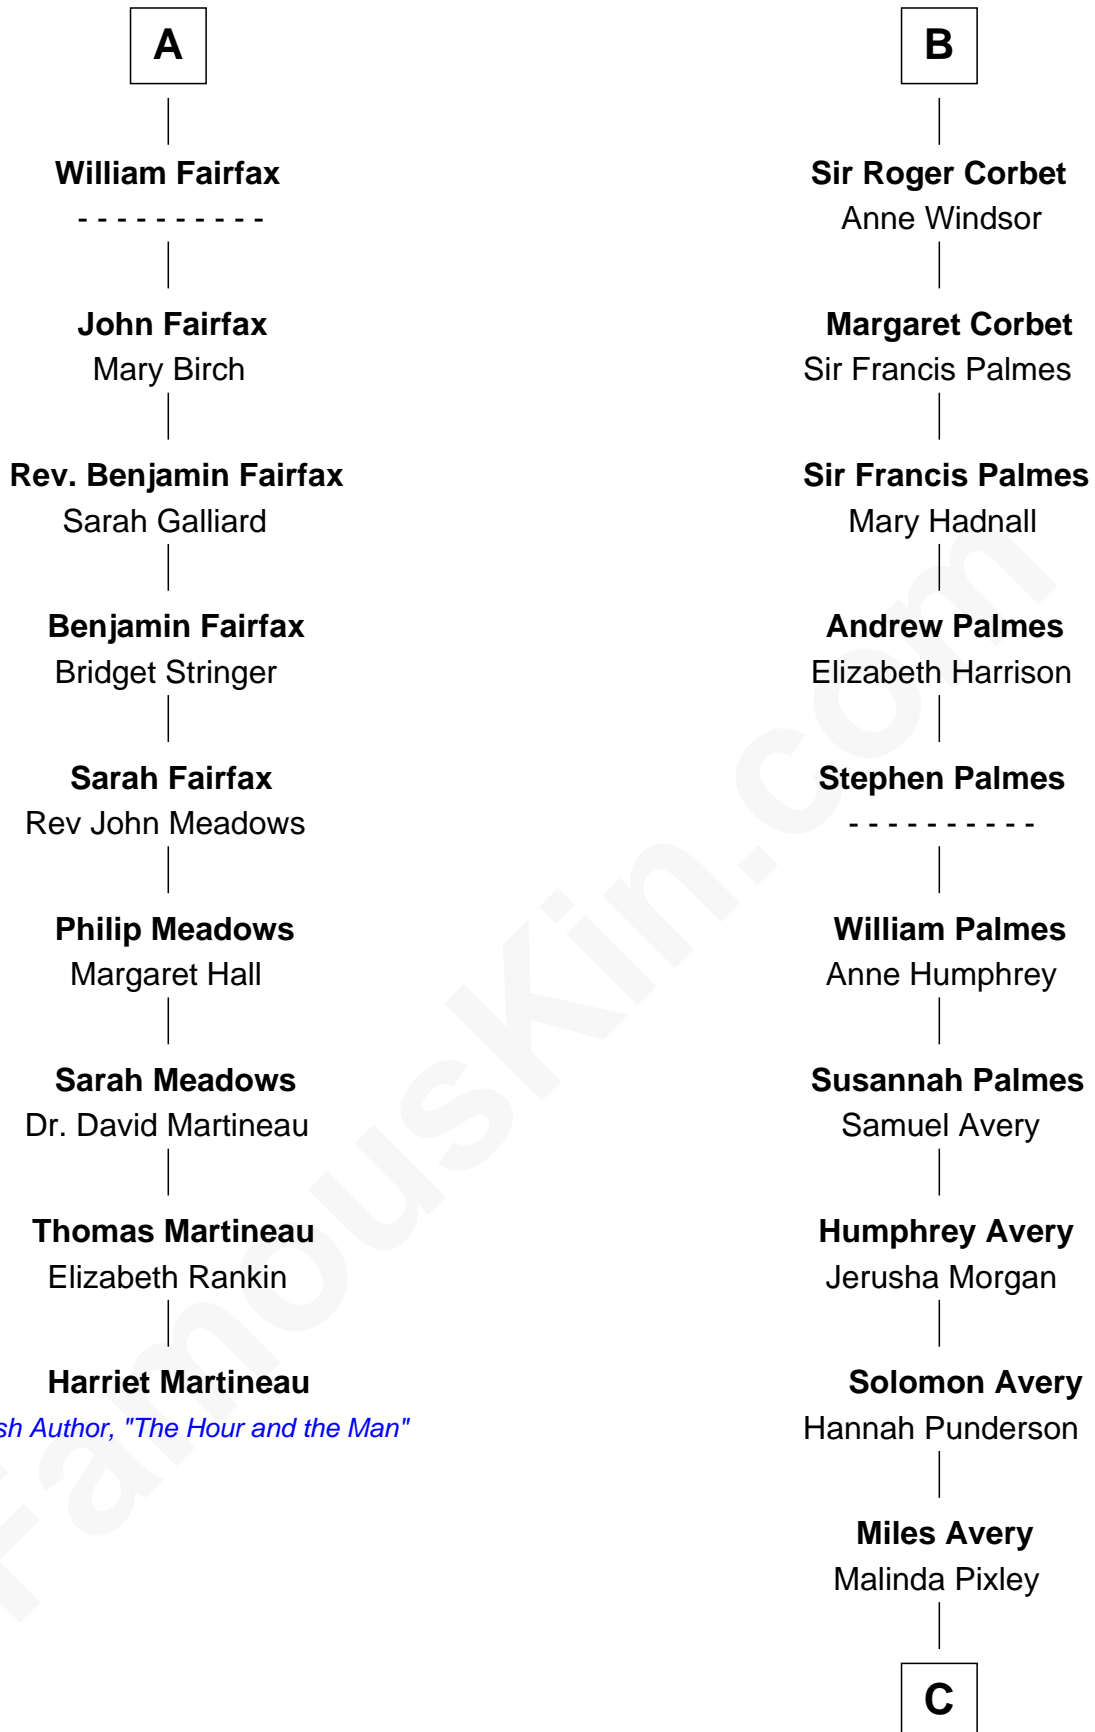 A
William Fairfax
- - - - - - - - - -
John Fairfax
Mary Birch
Rev. Benjamin Fairfax
Sarah Galliard
Benjamin Fairfax
Bridget Stringer
Sarah Fairfax
Rev John Meadows
Philip Meadows
Margaret Hall
Sarah Meadows
Dr. David Martineau
Thomas Martineau
Elizabeth Rankin
Harriet Martineau
sh Author, "The Hour and the Man"
B
Sir Roger Corbet
Anne Windsor
Margaret Corbet
Sir Francis Palmes
Sir Francis Palmes
Mary Hadnall
Andrew Palmes
Elizabeth Harrison
Stephen Palmes
- - - - - - - - - -
William Palmes
Anne Humphrey
Susannah Palmes
Samuel Avery
Humphrey Avery
Jerusha Morgan
Solomon Avery
Hannah Punderson
Miles Avery
Malinda Pixley
C
FamousKin.com